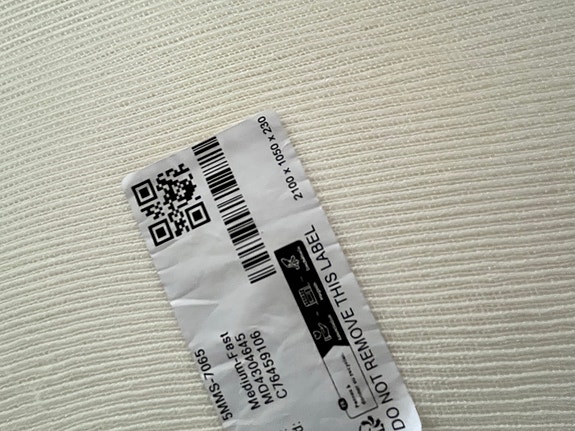 2100 x 1050 x 230
5MMS-7065
Medium-Fast
MD4304645
C76459106
DO NOT REMOVE THIS LABEL